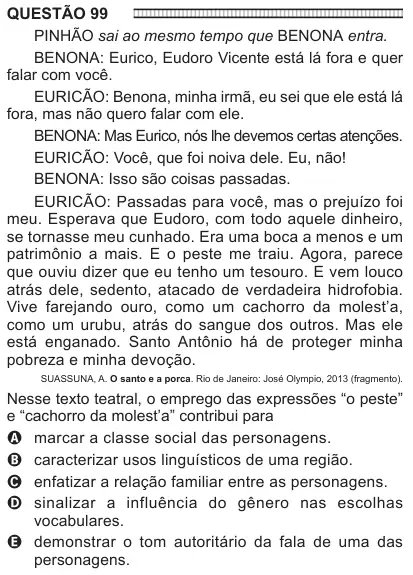 QUESTÃO 99
PINHÃO sai ao mesmo tempo que BENONA entra.
BENONA: Eurico, Eudoro Vicente está lá fora e quer
falar com você.
EURICÃO: Benona, minha irmã, eu sei que ele está lá
fora, mas não quero falar com ele.
BENONA: Mas Eurico, nós lhe devemos certas atenções.
EURICÃO: Você, que foi noiva dele. Eu, não!
BENONA: Isso são coisas passadas.
EURICÃO: Passadas para você, mas o prejuízo foi
meu. Esperava que Eudoro, com todo aquele dinheiro,
se tornasse meu cunhado. Era uma boca a menos e um
patrimônio a mais. E o peste me traiu. Agora, parece
que ouviu dizer que eu tenho um tesouro. E vem louco
atrás dele, sedento, atacado de verdadeira hidrofobia.
Vive farejando ouro, como um cachorro da molest'a,
como um urubu, atrás do sangue dos outros. Mas ele
está enganado. Santo Antônio há de proteger minha
pobreza e minha devoção.
SUASSUNA, A. O santo e a porca. Rio de Janeiro: José Olympio, 2013 (fragmento).
Nesse texto teatral, o emprego das expressões “o peste”
e “cachorro da molest'a” contribui para
A marcar a classe social das personagens.
B caracterizar usos linguísticos de uma região.
C enfatizar a relação familiar entre as personagens.
D sinalizar a influência do gênero nas escolhas
vocabulares.
E demonstrar o tom autoritário da fala de uma das
personagens.